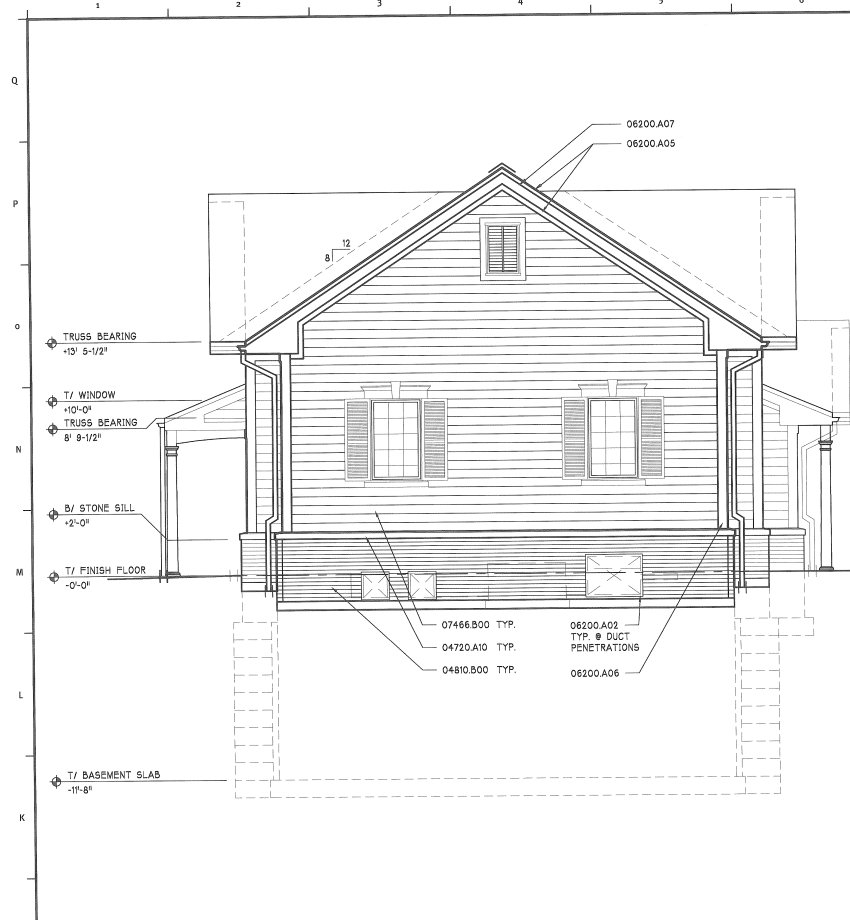 1 2 3 4 5 6
Q
06200.A07
06200.A05
P
12
8
O
TRUSS BEARING
+13' 5-1/2"
T/ WINDOW
+10'-0"
TRUSS BEARING
8' 9-1/2"
N
B/ STONE SILL
+2'-0"
M
T/ FINISH FLOOR
-0'-0"
07466.B00 TYP.
04720.A10 TYP.
04810.B00 TYP.
06200.A02
TYP. @ DUCT
PENETRATIONS
06200.A06
L
T/ BASEMENT SLAB
-11'-8"
K